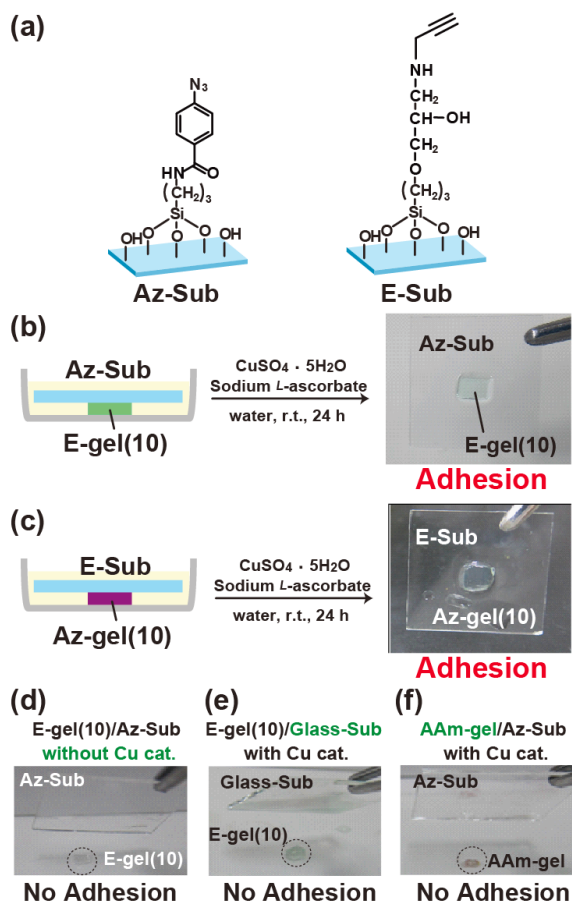 (a)
N3
HN
O
(CH2)3
Si
OH
O
O
O
OH
Az-Sub
NH
CH2
CH–OH
CH2
O
(CH2)3
Si
OH
O
O
O
OH
E-Sub
(b)
Az-Sub
E-gel(10)
CuSO4 · 5H2O
Sodium L-ascorbate
water, r.t., 24 h
Az-Sub
E-gel(10)
Adhesion
(c)
E-Sub
Az-gel(10)
CuSO4 · 5H2O
Sodium L-ascorbate
water, r.t., 24 h
E-Sub
Az-gel(10)
Adhesion
(d)
E-gel(10)/Az-Sub
without Cu cat.
Az-Sub
E-gel(10)
No Adhesion
(e)
E-gel(10)/Glass-Sub
with Cu cat.
Glass-Sub
E-gel(10)
No Adhesion
(f)
AAm-gel/Az-Sub
with Cu cat.
Az-Sub
AAm-gel
No Adhesion